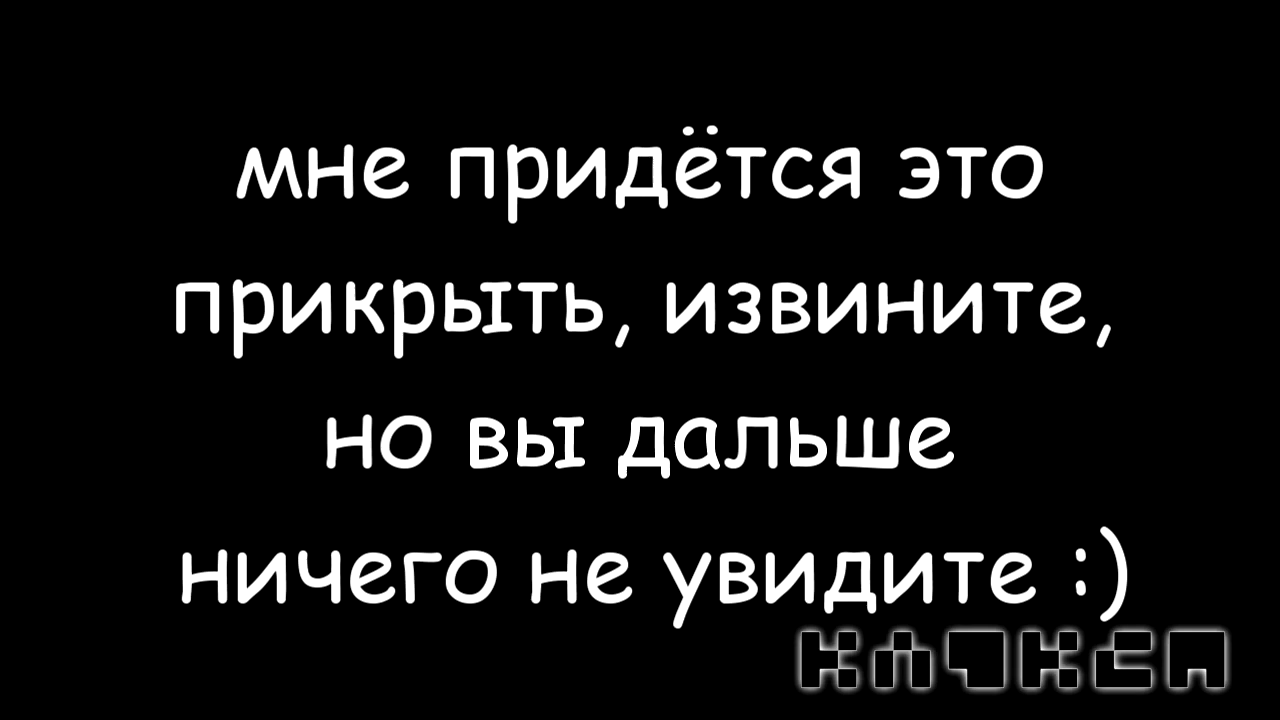 мне придётся это
прикрыть, извините,
но вы дальше
ничего не увидите :)